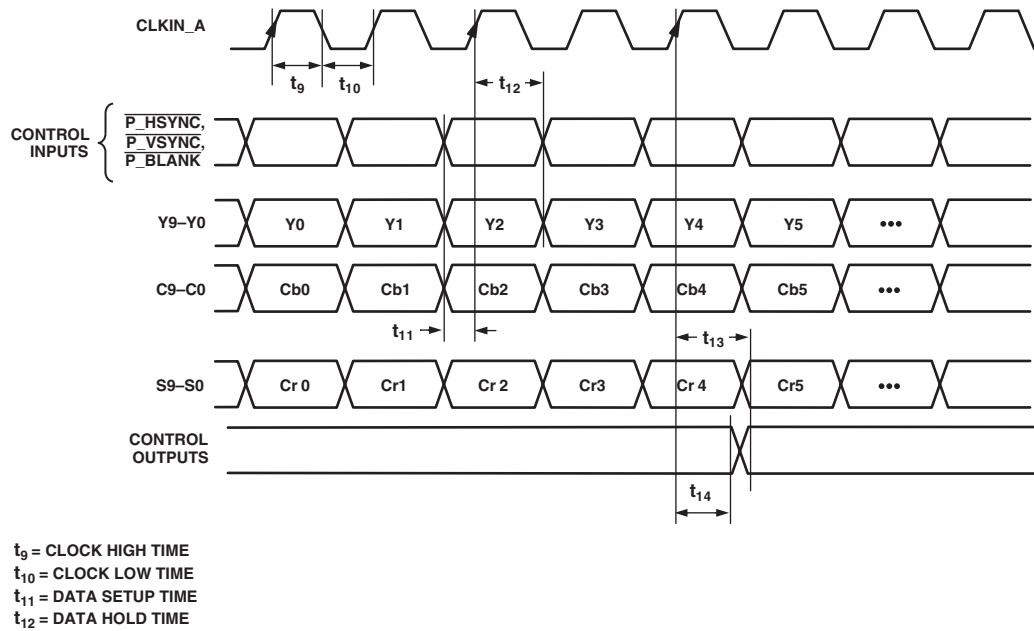 CLKIN_A
t9
t10
t12
CONTROL INPUTS
P_HSYNC,
P_VSYNC,
P_BLANK
Y9–Y0 Y0 Y1 Y2 Y3 Y4 Y5 •••
C9–C0 Cb0 Cb1 Cb2 Cb3 Cb4 Cb5 •••
t11
t13
S9–S0 Cr 0 Cr1 Cr 2 Cr3 Cr 4 Cr5 •••
CONTROL
OUTPUTS
t14
t9 = CLOCK HIGH TIME
t10 = CLOCK LOW TIME
t11 = DATA SETUP TIME
t12 = DATA HOLD TIME